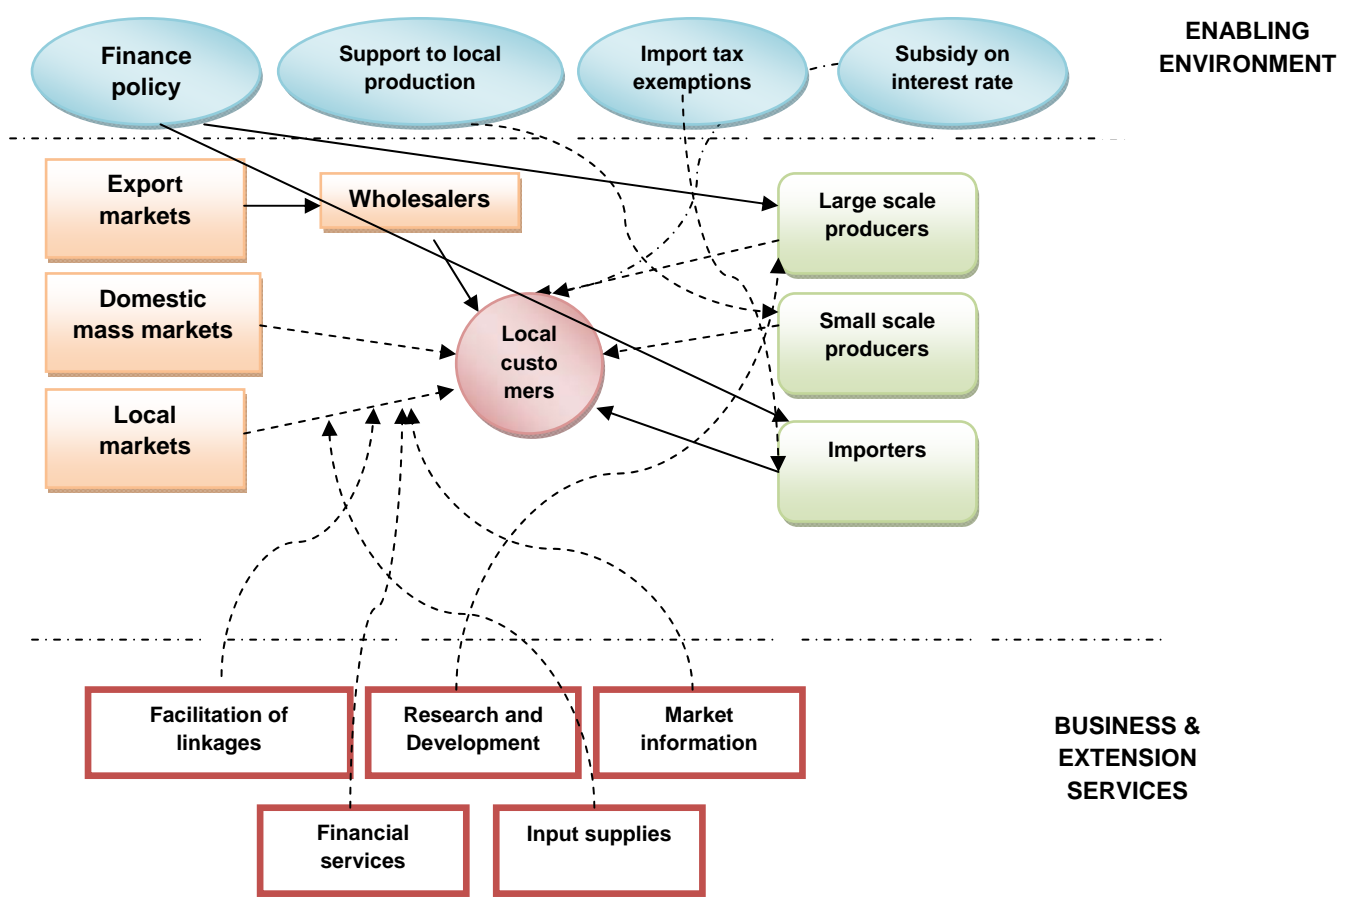 Finance
policy
Support to local
production
Import tax
exemptions
Subsidy on
interest rate
ENABLING
ENVIRONMENT
Export
markets
Wholesalers
Large scale
producers
Domestic
mass markets
Local
custo
mers
Small scale
producers
Local
markets
Importers
Facilitation of
linkages
Research and
Development
Market
information
BUSINESS &
EXTENSION
SERVICES
Financial
services
Input supplies